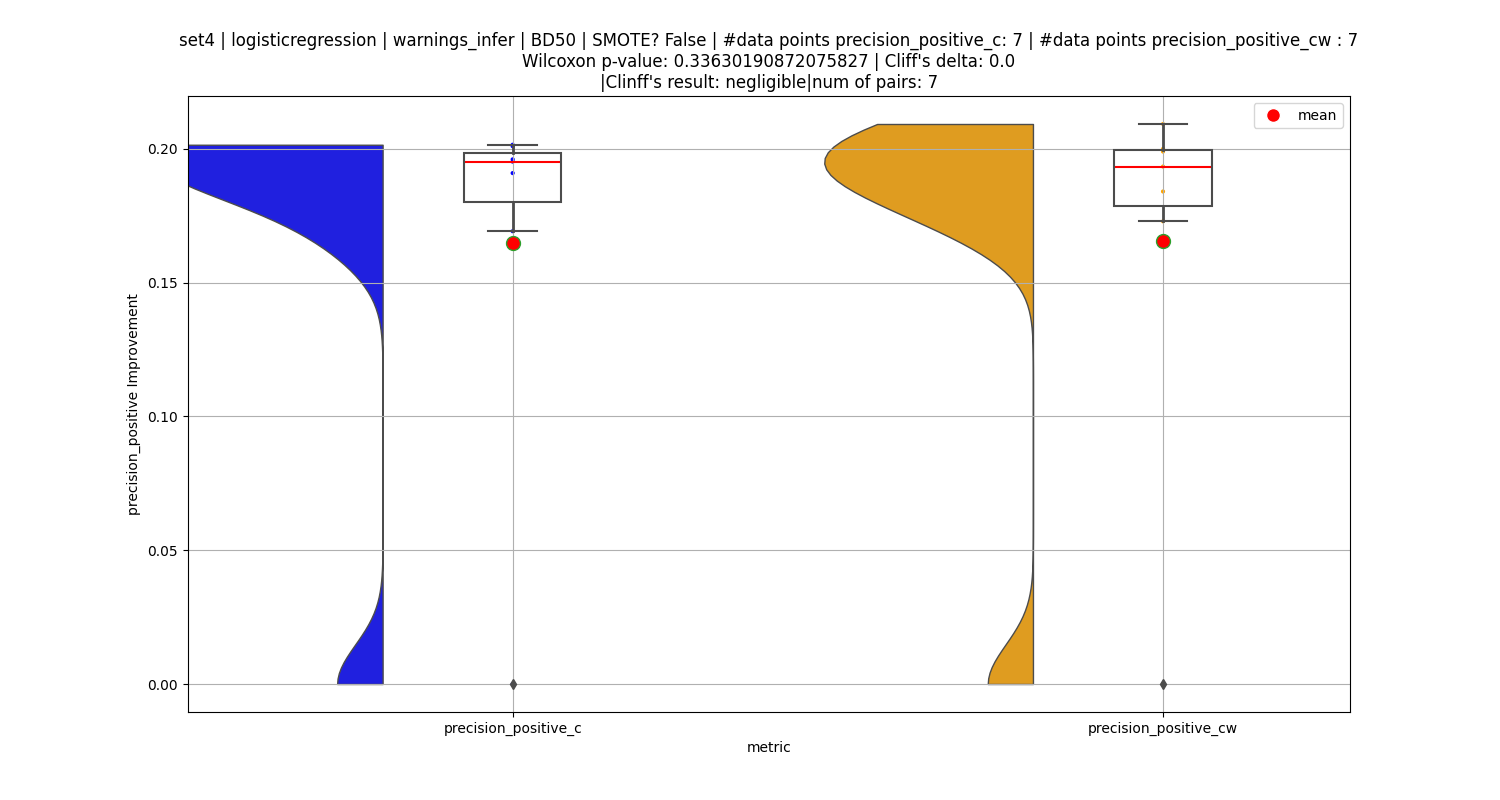 set4 | logisticregression | warnings_infer | BD50 | SMOTE? False | #data points precision_positive_c: 7 | #data points precision_positive_cw : 7
Wilcoxon p-value: 0.33630190872075827 | Cliff's delta: 0.0
|Clinff's result: negligible|num of pairs: 7
mean
0.20
0.15
0.10
0.05
0.00
precision_positive Improvement
precision_positive_c
precision_positive_cw
metric